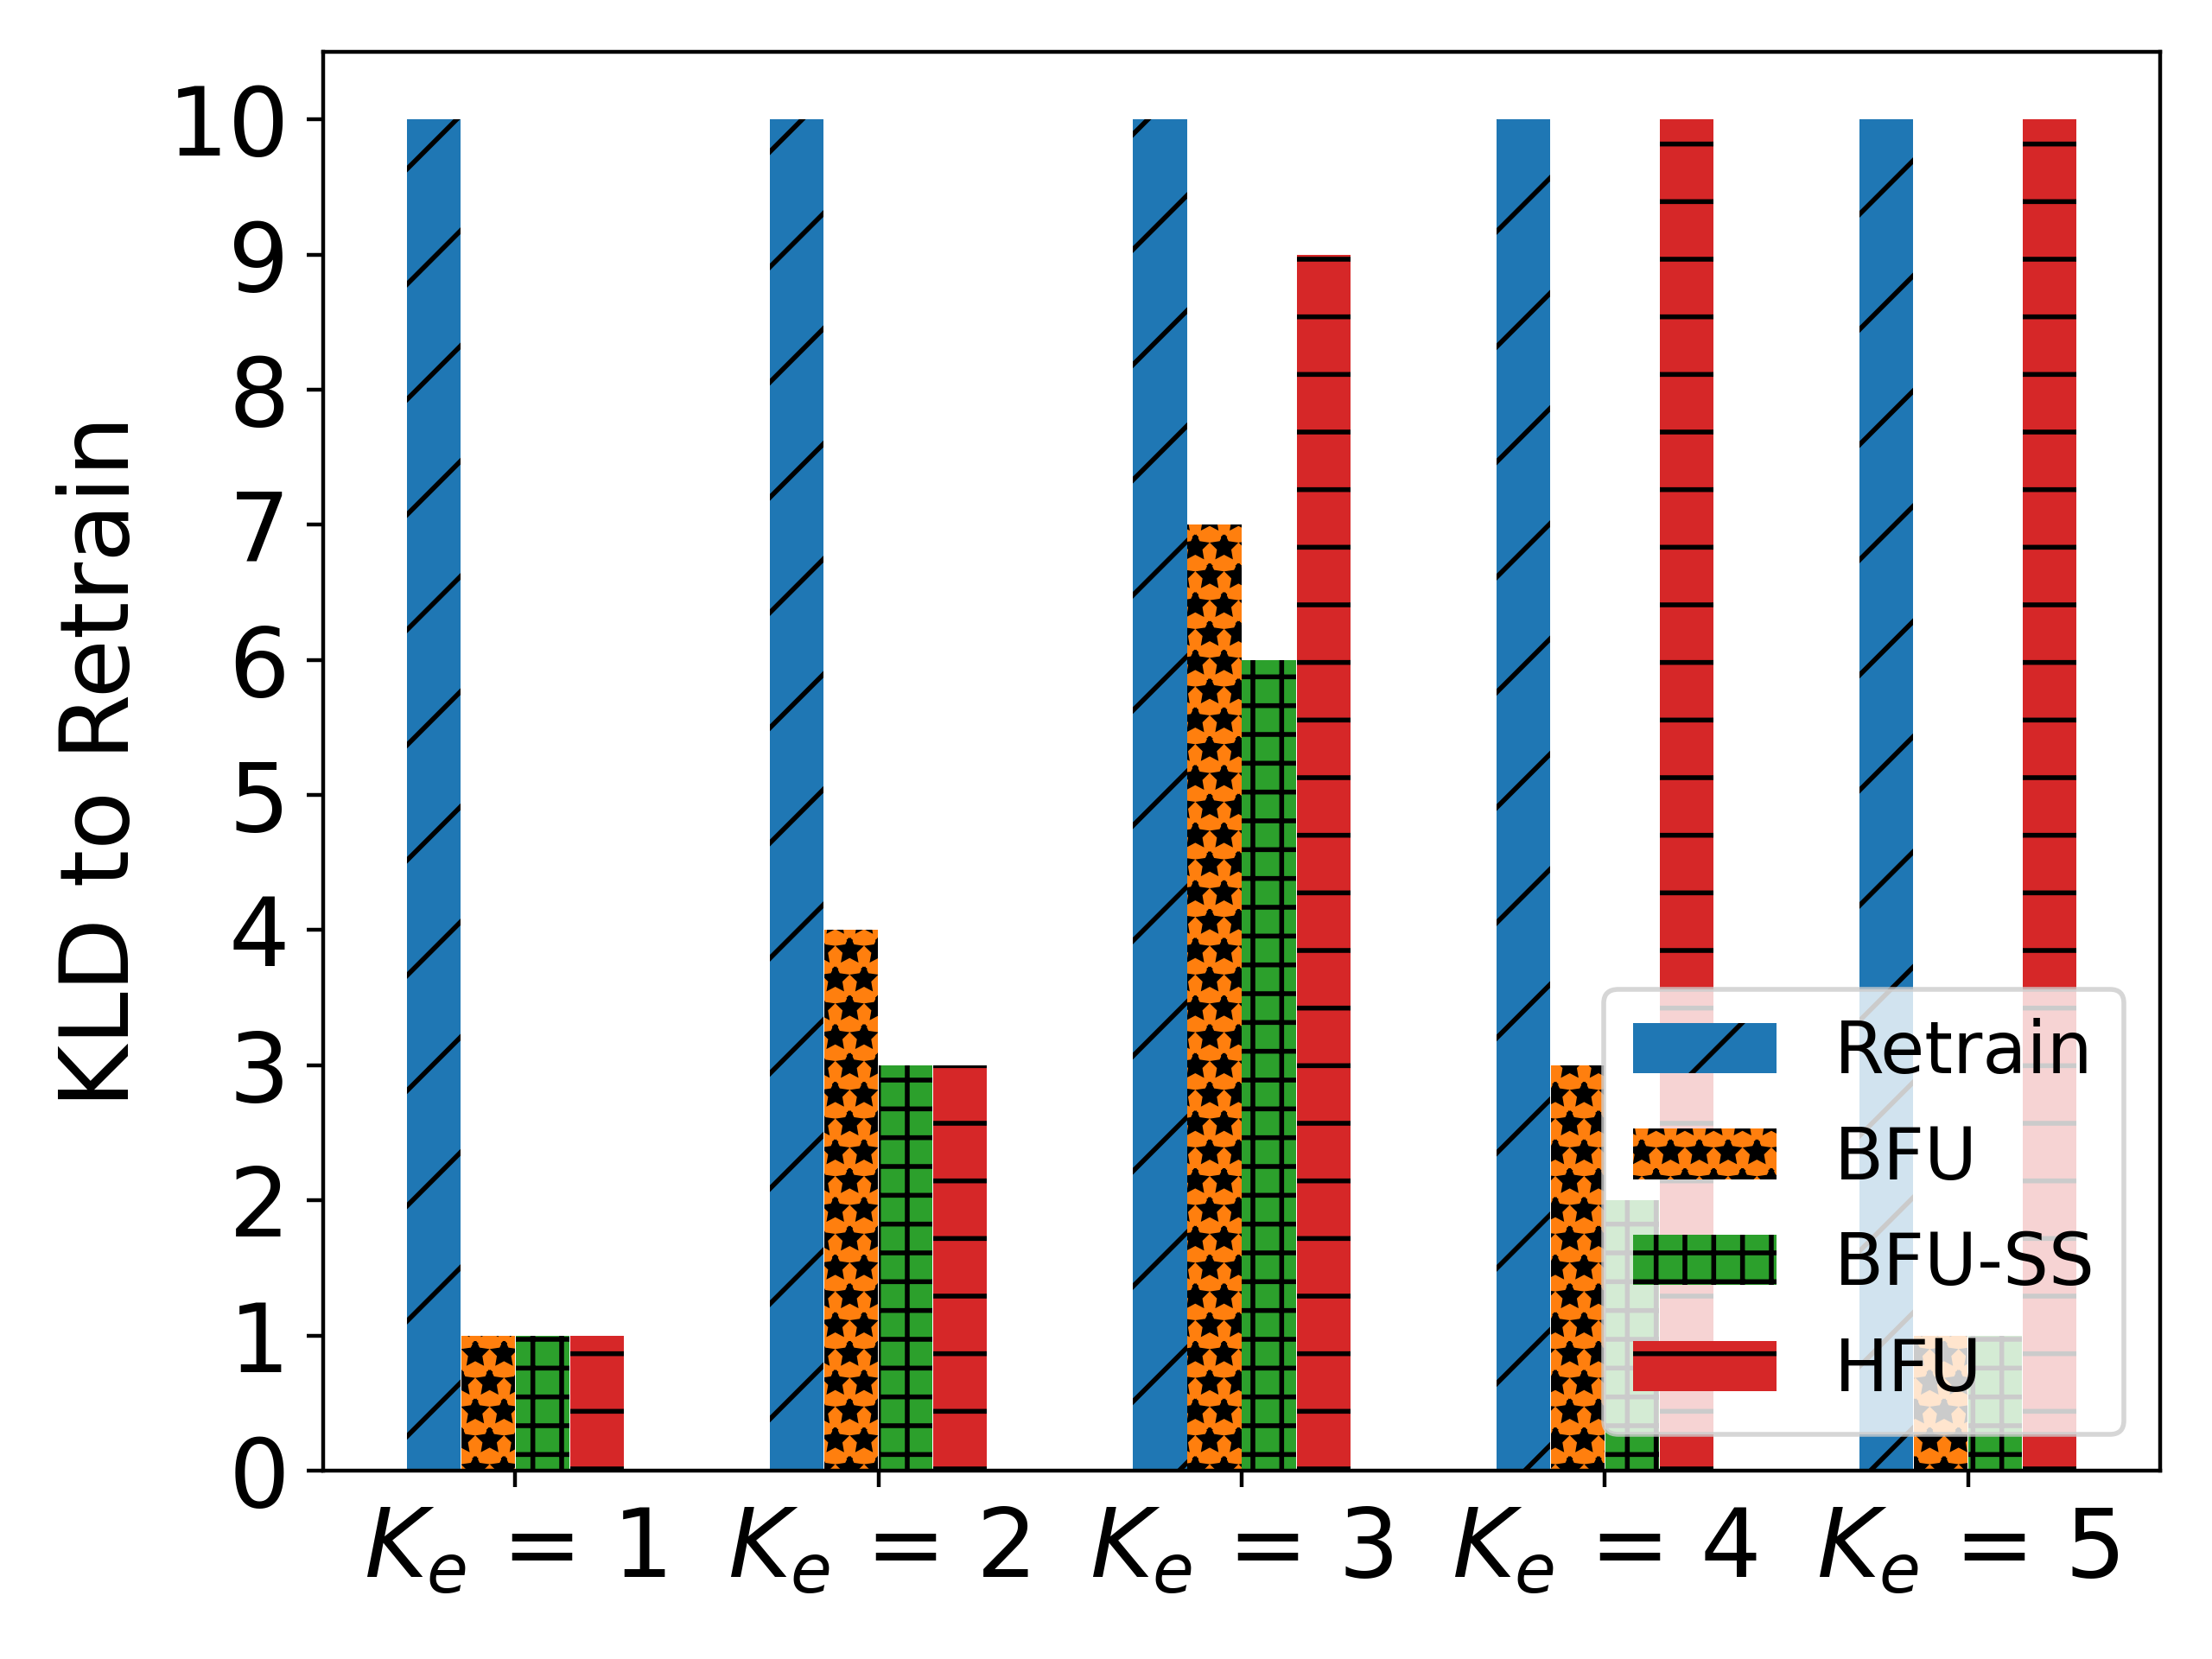 KLD to Retrain
10
9
8
7
6
5
4
3
2
1
0
Kₑ = 1
Kₑ = 2
Kₑ = 3
Kₑ = 4
Kₑ = 5
Retrain
BFU
BFU-SS
HFU